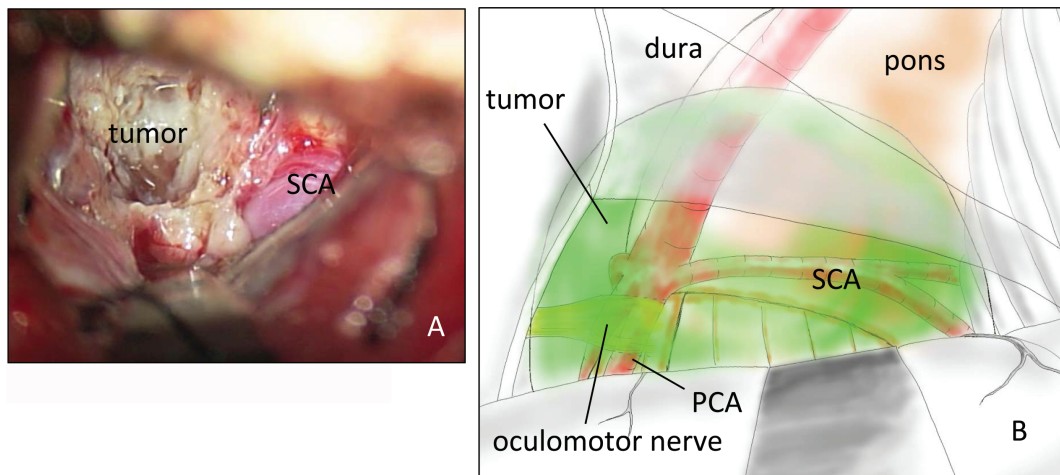 tumor
SCA
A
dura
pons
tumor
SCA
PCA
oculomotor nerve
B